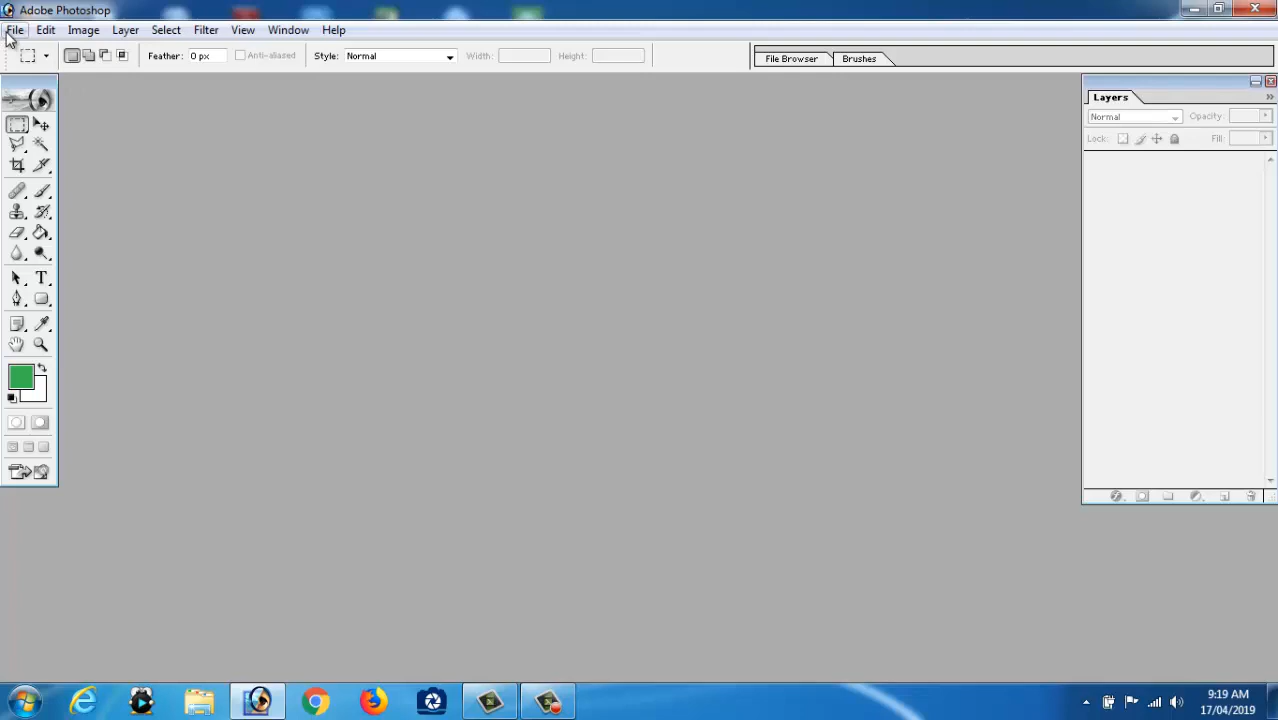 Adobe Photoshop
File Edit Image Layer Select Filter View Window Help
Feather: 0 px Anti-aliased Style: Normal Width: Height: File Browser Brushes
Layers
Normal Opacity:
Lock: Fill:
T
9:19 AM
17/04/2019